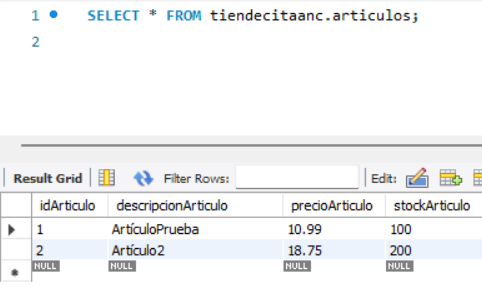 1 SELECT * FROM tiendecitaanc.articulos;
2
Result Grid Filter Rows: Edit:
idArticulo descripcionArticulo precioArticulo stockArticulo
1 ArtículoPrueba 10.99 100
2 Artículo2 18.75 200
NULL NULL NULL NULL